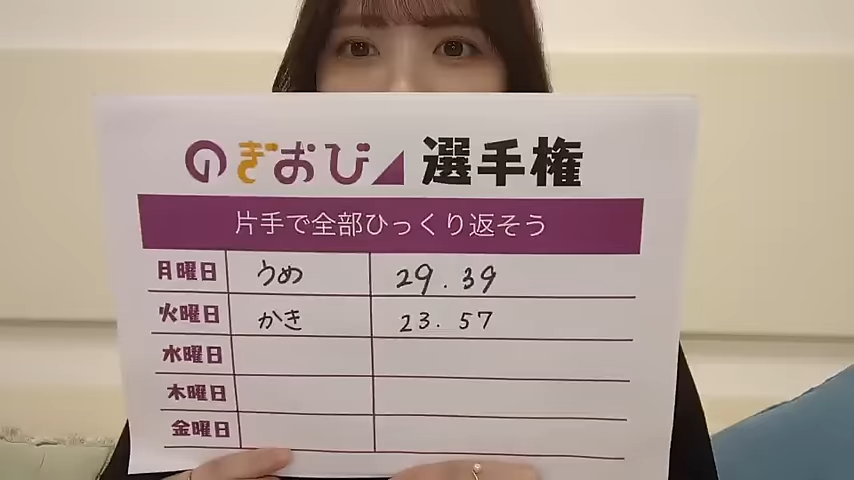 のぎおび 選手権
片手で全部ひっくり返そう
月曜日 うめ 29.39
火曜日 かき 23.57
水曜日
木曜日
金曜日